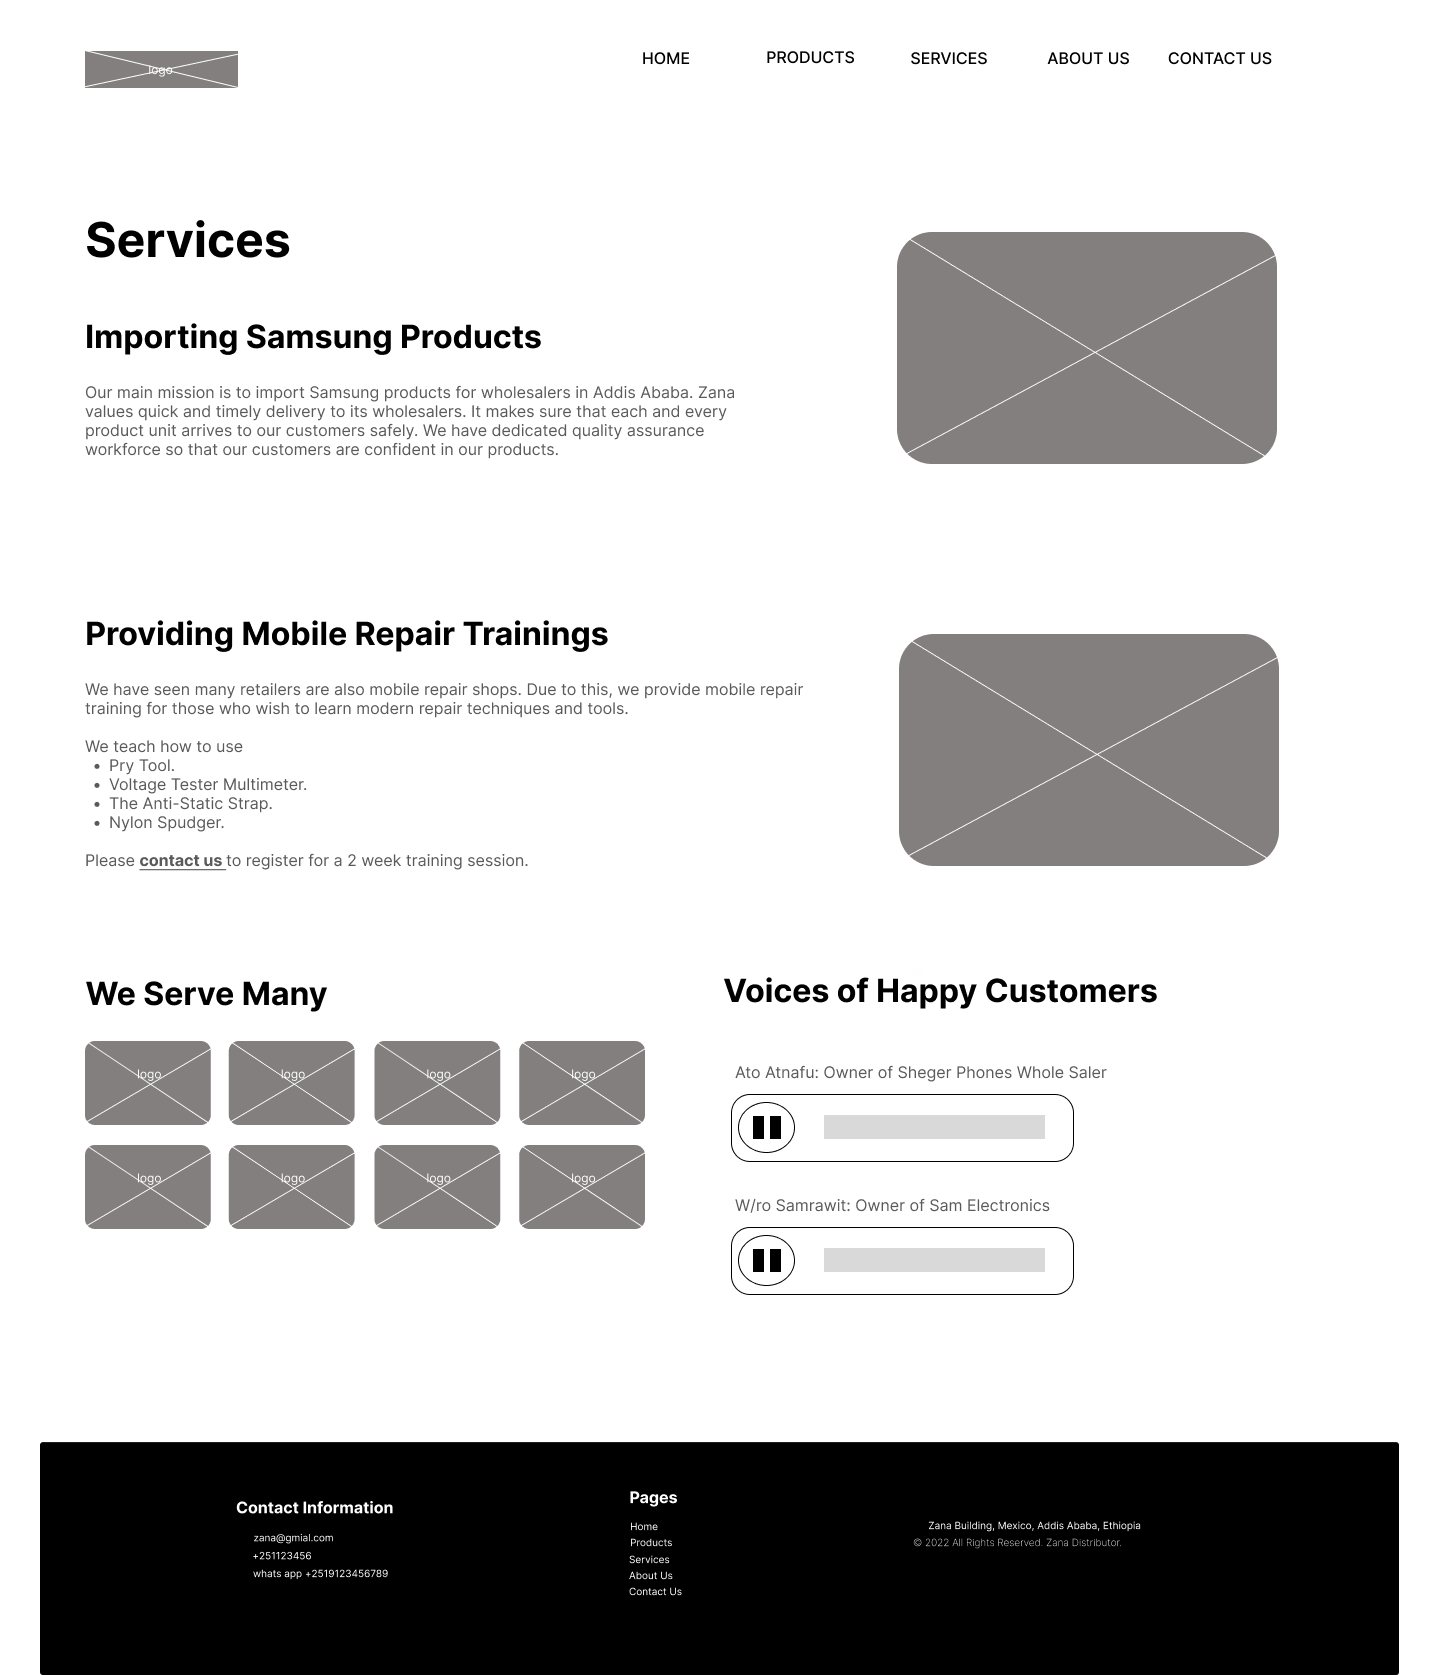 logo
HOME
PRODUCTS
SERVICES
ABOUT US
CONTACT US
Services
Importing Samsung Products
Our main mission is to import Samsung products for wholesalers in Addis Ababa. Zana
values quick and timely delivery to its wholesalers. It makes sure that each and every
product unit arrives to our customers safely. We have dedicated quality assurance
workforce so that our customers are confident in our products.
Providing Mobile Repair Trainings
We have seen many retailers are also mobile repair shops. Due to this, we provide mobile repair
training for those who wish to learn modern repair techniques and tools.
We teach how to use
• Pry Tool.
• Voltage Tester Multimeter.
• The Anti-Static Strap.
• Nylon Spudger.
Please contact us to register for a 2 week training session.
We Serve Many
logo
logo
logo
logo
logo
logo
logo
logo
Voices of Happy Customers
Ato Atnafu: Owner of Sheger Phones Whole Saler
W/ro Samrawit: Owner of Sam Electronics
Contact Information
zana@gmial.com
+251123456
whats app +2519123456789
Pages
Home
Products
Services
About Us
Contact Us
Zana Building, Mexico, Addis Ababa, Ethiopia
© 2022 All Rights Reserved. Zana Distributor.